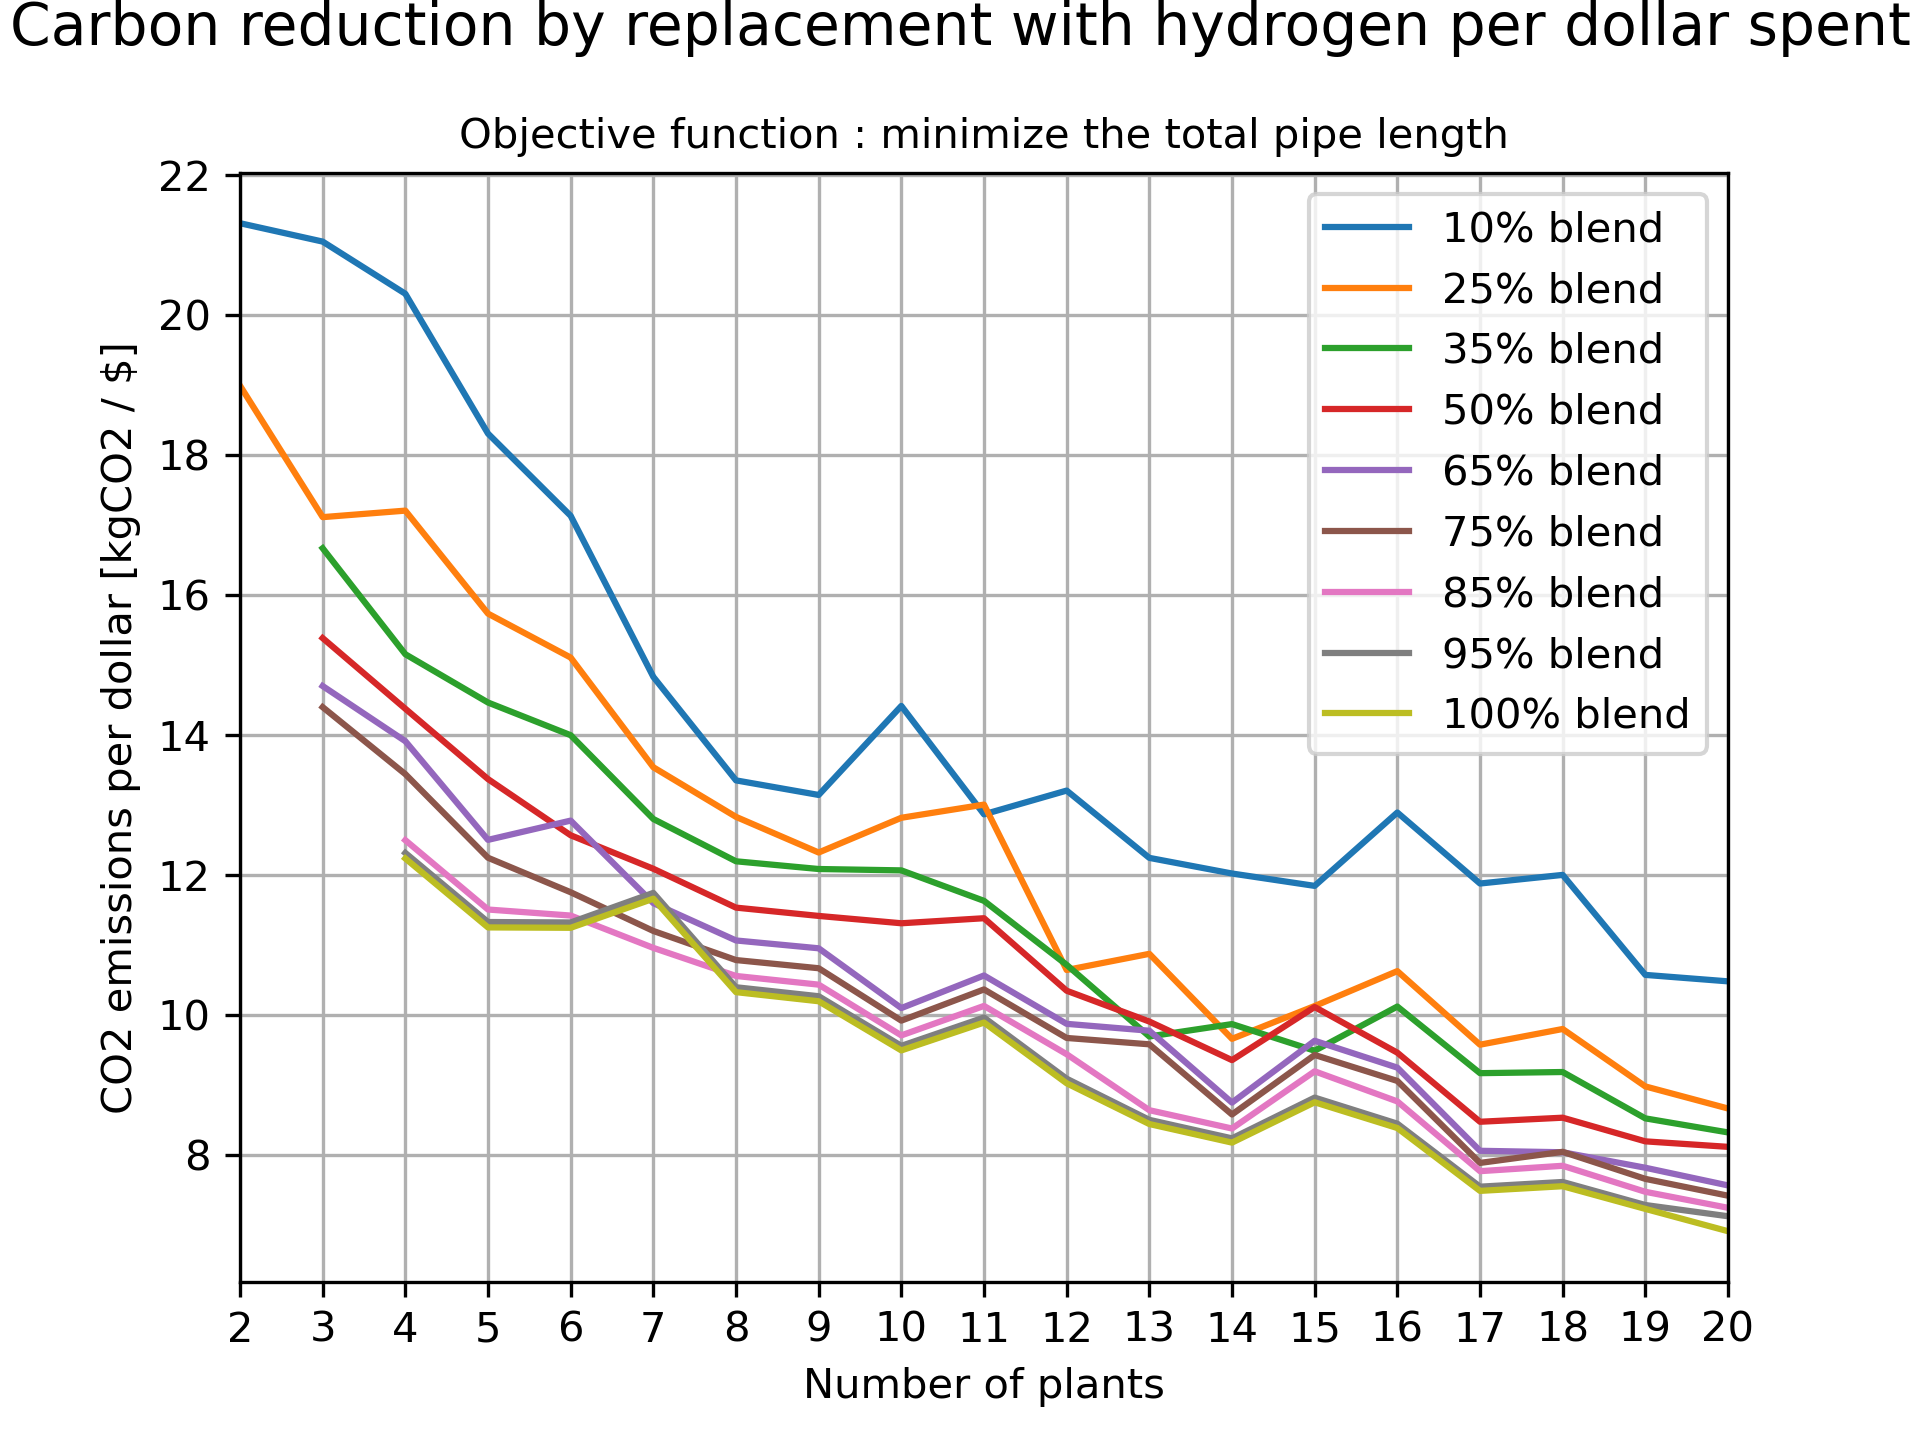 Carbon reduction by replacement with hydrogen per dollar spent
Objective function : minimize the total pipe length
CO2 emissions per dollar [kgCO2 / $]
22
20
18
16
14
12
10
8
10% blend
25% blend
35% blend
50% blend
65% blend
75% blend
85% blend
95% blend
100% blend
2 3 4 5 6 7 8 9 10 11 12 13 14 15 16 17 18 19 20
Number of plants